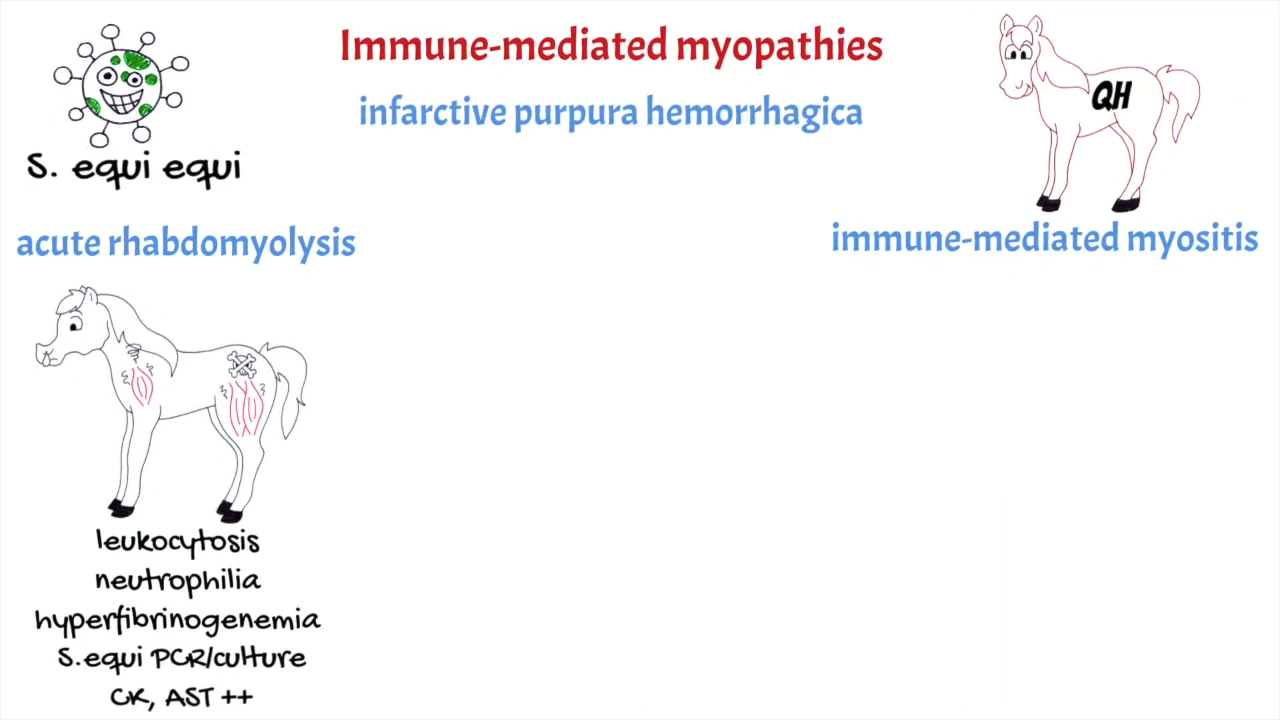 Immune-mediated myopathies
infarctive purpura hemorrhagica
QH
S. equi equi
acute rhabdomyolysis
immune-mediated myositis
leukocytosis
neutrophilia
hyperfibrinogenemia
S.equi PCR/culture
CK, AST ++